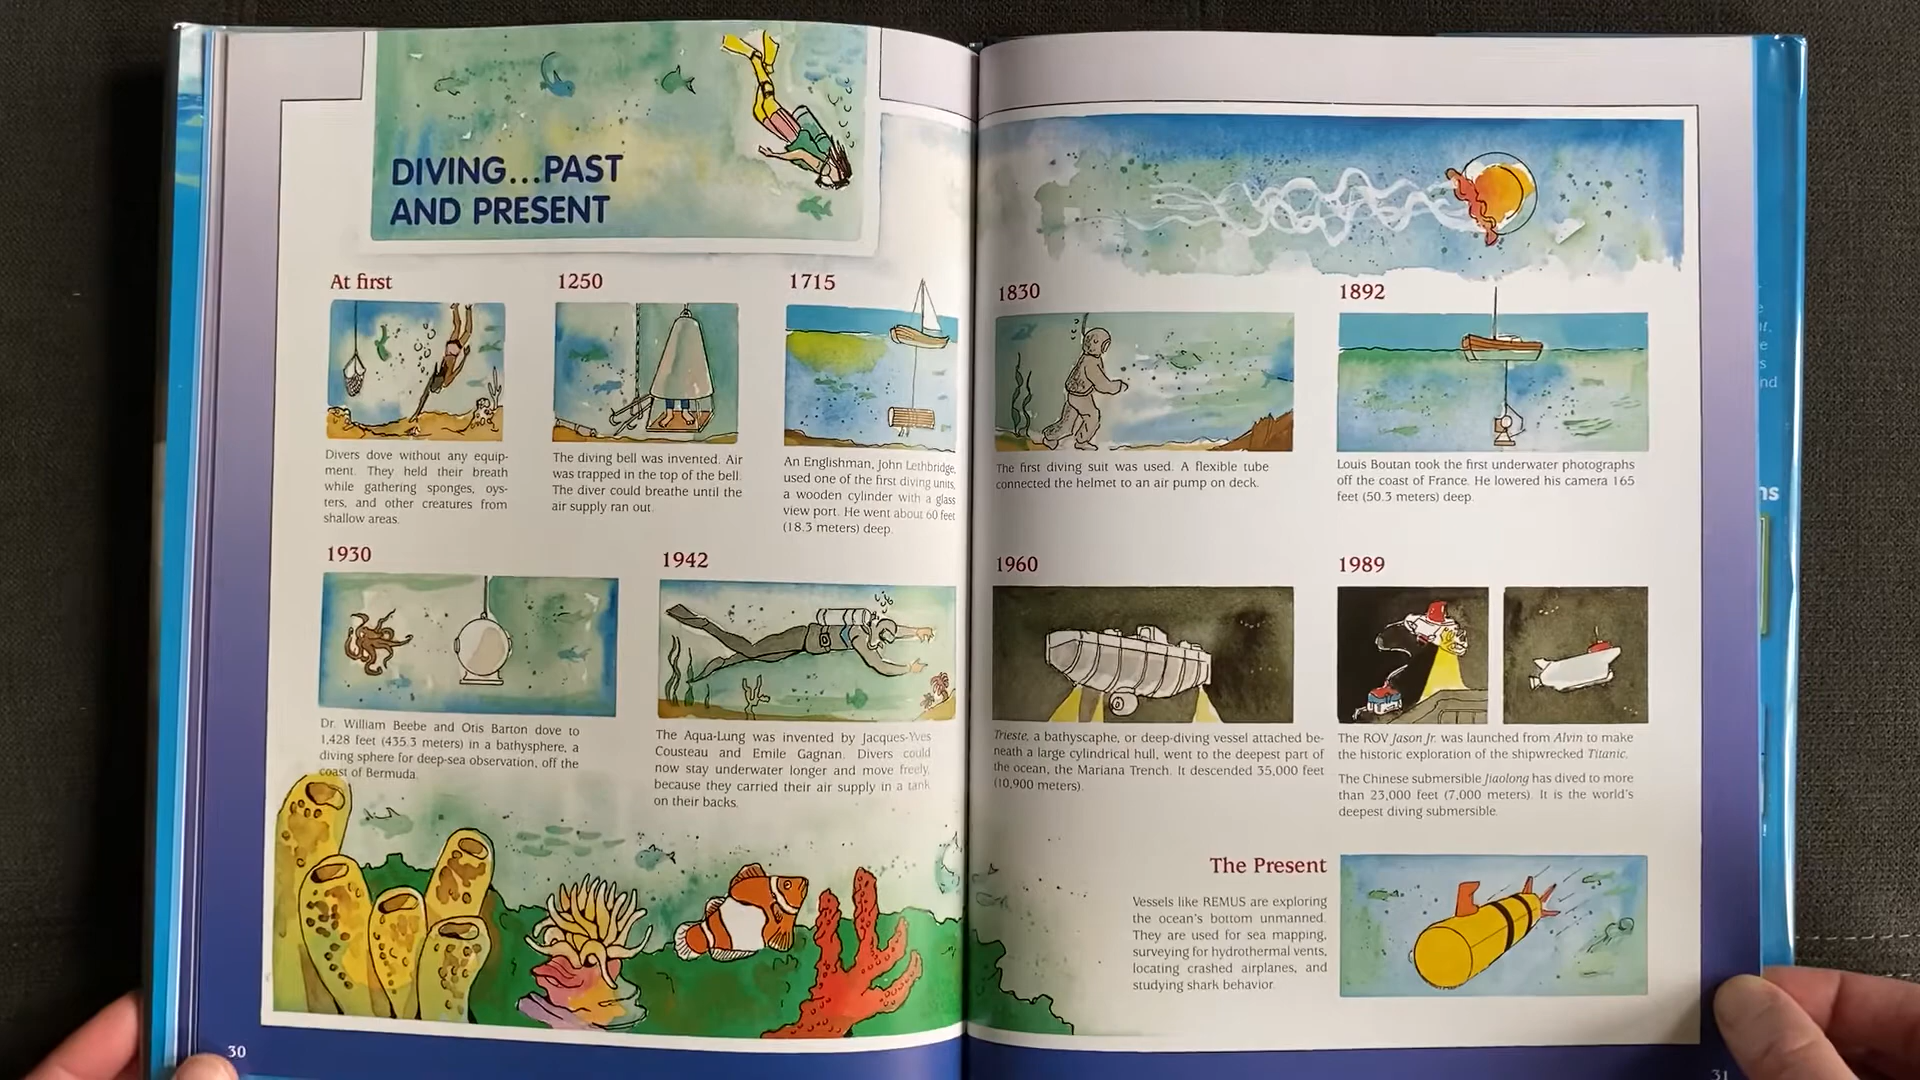 DIVING...PAST
AND PRESENT
At first
Divers dove without any equip-
ment. They held their breath
while gathering sponges, oys-
ters, and other creatures from
shallow areas.
1250
The diving bell was invented. Air
was trapped in the top of the bell.
The diver could breathe until the
air supply ran out.
1715
An Englishman, John Lethbridge,
used one of the first diving units,
a wooden cylinder with a glass
view port. He went about 60 feet
(18.3 meters) deep.
1930
Dr. William Beebe and Otis Barton dove to
1,428 feet (435.3 meters) in a bathysphere, a
diving sphere for deep-sea observation, off the
coast of Bermuda.
1942
The Aqua-Lung was invented by Jacques-Yves
Cousteau and Emile Gagnan. Divers could
now stay underwater longer and move freely,
because they carried their air supply in a tank
on their backs.
30
1830
The first diving suit was used. A flexible tube
connected the helmet to an air pump on deck.
1892
Louis Boutan took the first underwater photographs
off the coast of France. He lowered his camera 165
feet (50.3 meters) deep.
1960
Trieste, a bathyscaphe, or deep-diving vessel attached be-
neath a large cylindrical hull, went to the deepest part of
the ocean, the Mariana Trench. It descended 35,000 feet
(10,900 meters).
1989
The ROV Jason Jr. was launched from Alvin to make
the historic exploration of the shipwrecked Titanic.
The Chinese submersible Jiaolong has dived to more
than 23,000 feet (7,000 meters). It is the world's
deepest diving submersible.
The Present
Vessels like REMUS are exploring
the ocean's bottom unmanned.
They are used for sea mapping,
surveying for hydrothermal vents,
locating crashed airplanes, and
studying shark behavior.
31